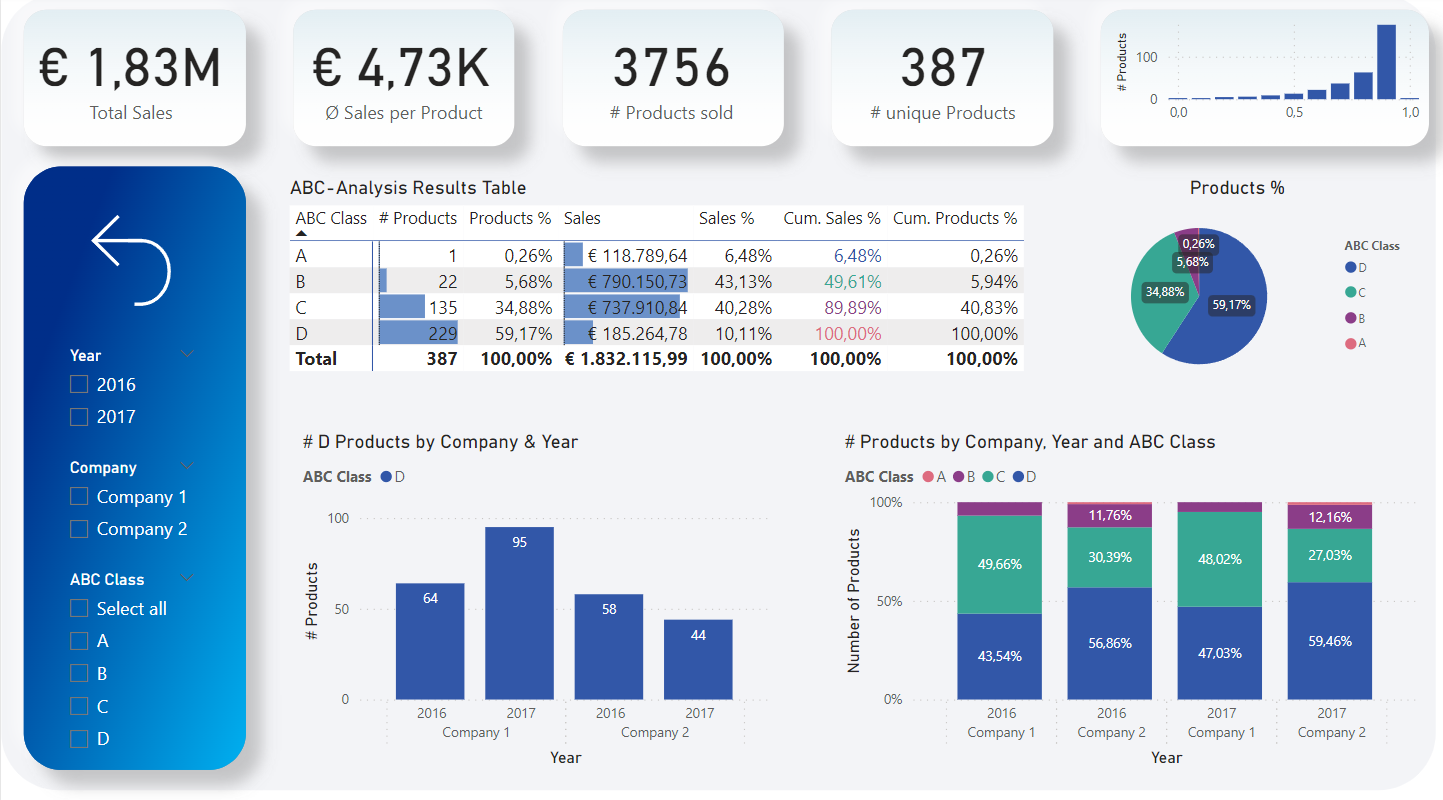 € 1,83M
Total Sales
€ 4,73K
Ø Sales per Product
3756
# Products sold
387
# unique Products
# Products
100
0
0,0 0,5 1,0
Year
2016
2017
Company
Company 1
Company 2
ABC Class
Select all
A
B
C
D
ABC-Analysis Results Table
ABC Class # Products Products % Sales Sales % Cum. Sales % Cum. Products %
A 1 0,26% € 118.789,64 6,48% 6,48% 0,26%
B 22 5,68% € 790.150,73 43,13% 49,61% 5,94%
C 135 34,88% € 737.910,84 40,28% 89,89% 40,83%
D 229 59,17% € 185.264,78 10,11% 100,00% 100,00%
Total 387 100,00% € 1.832.115,99 100,00% 100,00% 100,00%
Products %
0,26%
5,68%
34,88%
59,17%
ABC Class
D
C
B
A
# D Products by Company & Year
ABC Class D
# Products
100
50
0
64
95
58
44
2016 2017 2016 2017
Company 1 Company 2
Year
# Products by Company, Year and ABC Class
ABC Class A B C D
Number of Products
100%
50%
0%
11,76% 12,16%
49,66% 30,39% 48,02% 27,03%
43,54% 56,86% 47,03% 59,46%
2016 2016 2017 2017
Company 1 Company 2 Company 1 Company 2
Year